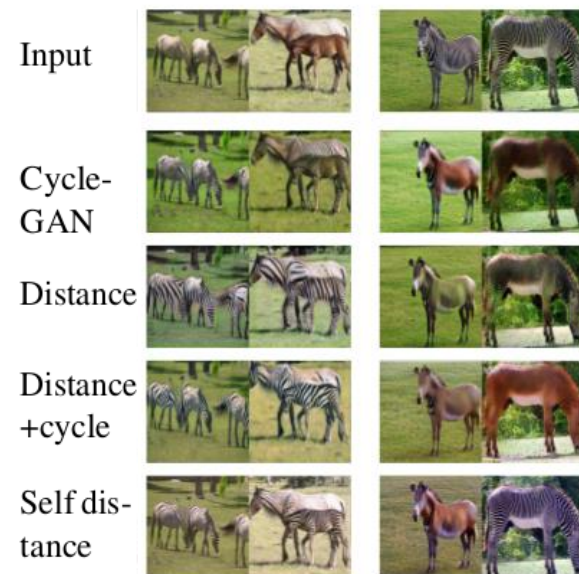 Input
Cycle-
GAN
Distance
Distance
+cycle
Self dis-
tance